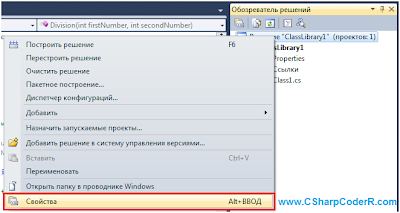 Division(int firstNumber, int secondNumber)
Обозреватель решений
Построить решение F6
"ClassLibrary1" (проектов: 1)
Перестроить решение
ClassLibrary1
Очистить решение
Properties
Пакетное построение...
Ссылки
Диспетчер конфигураций...
Class1.cs
Добавить
Назначить запускаемые проекты...
Добавить решение в систему управления версиями...
Вставить Ctrl+V
Переименовать
Открыть папку в проводнике Windows
Свойства Alt+ВВОД
www.CSharpCoderR.com